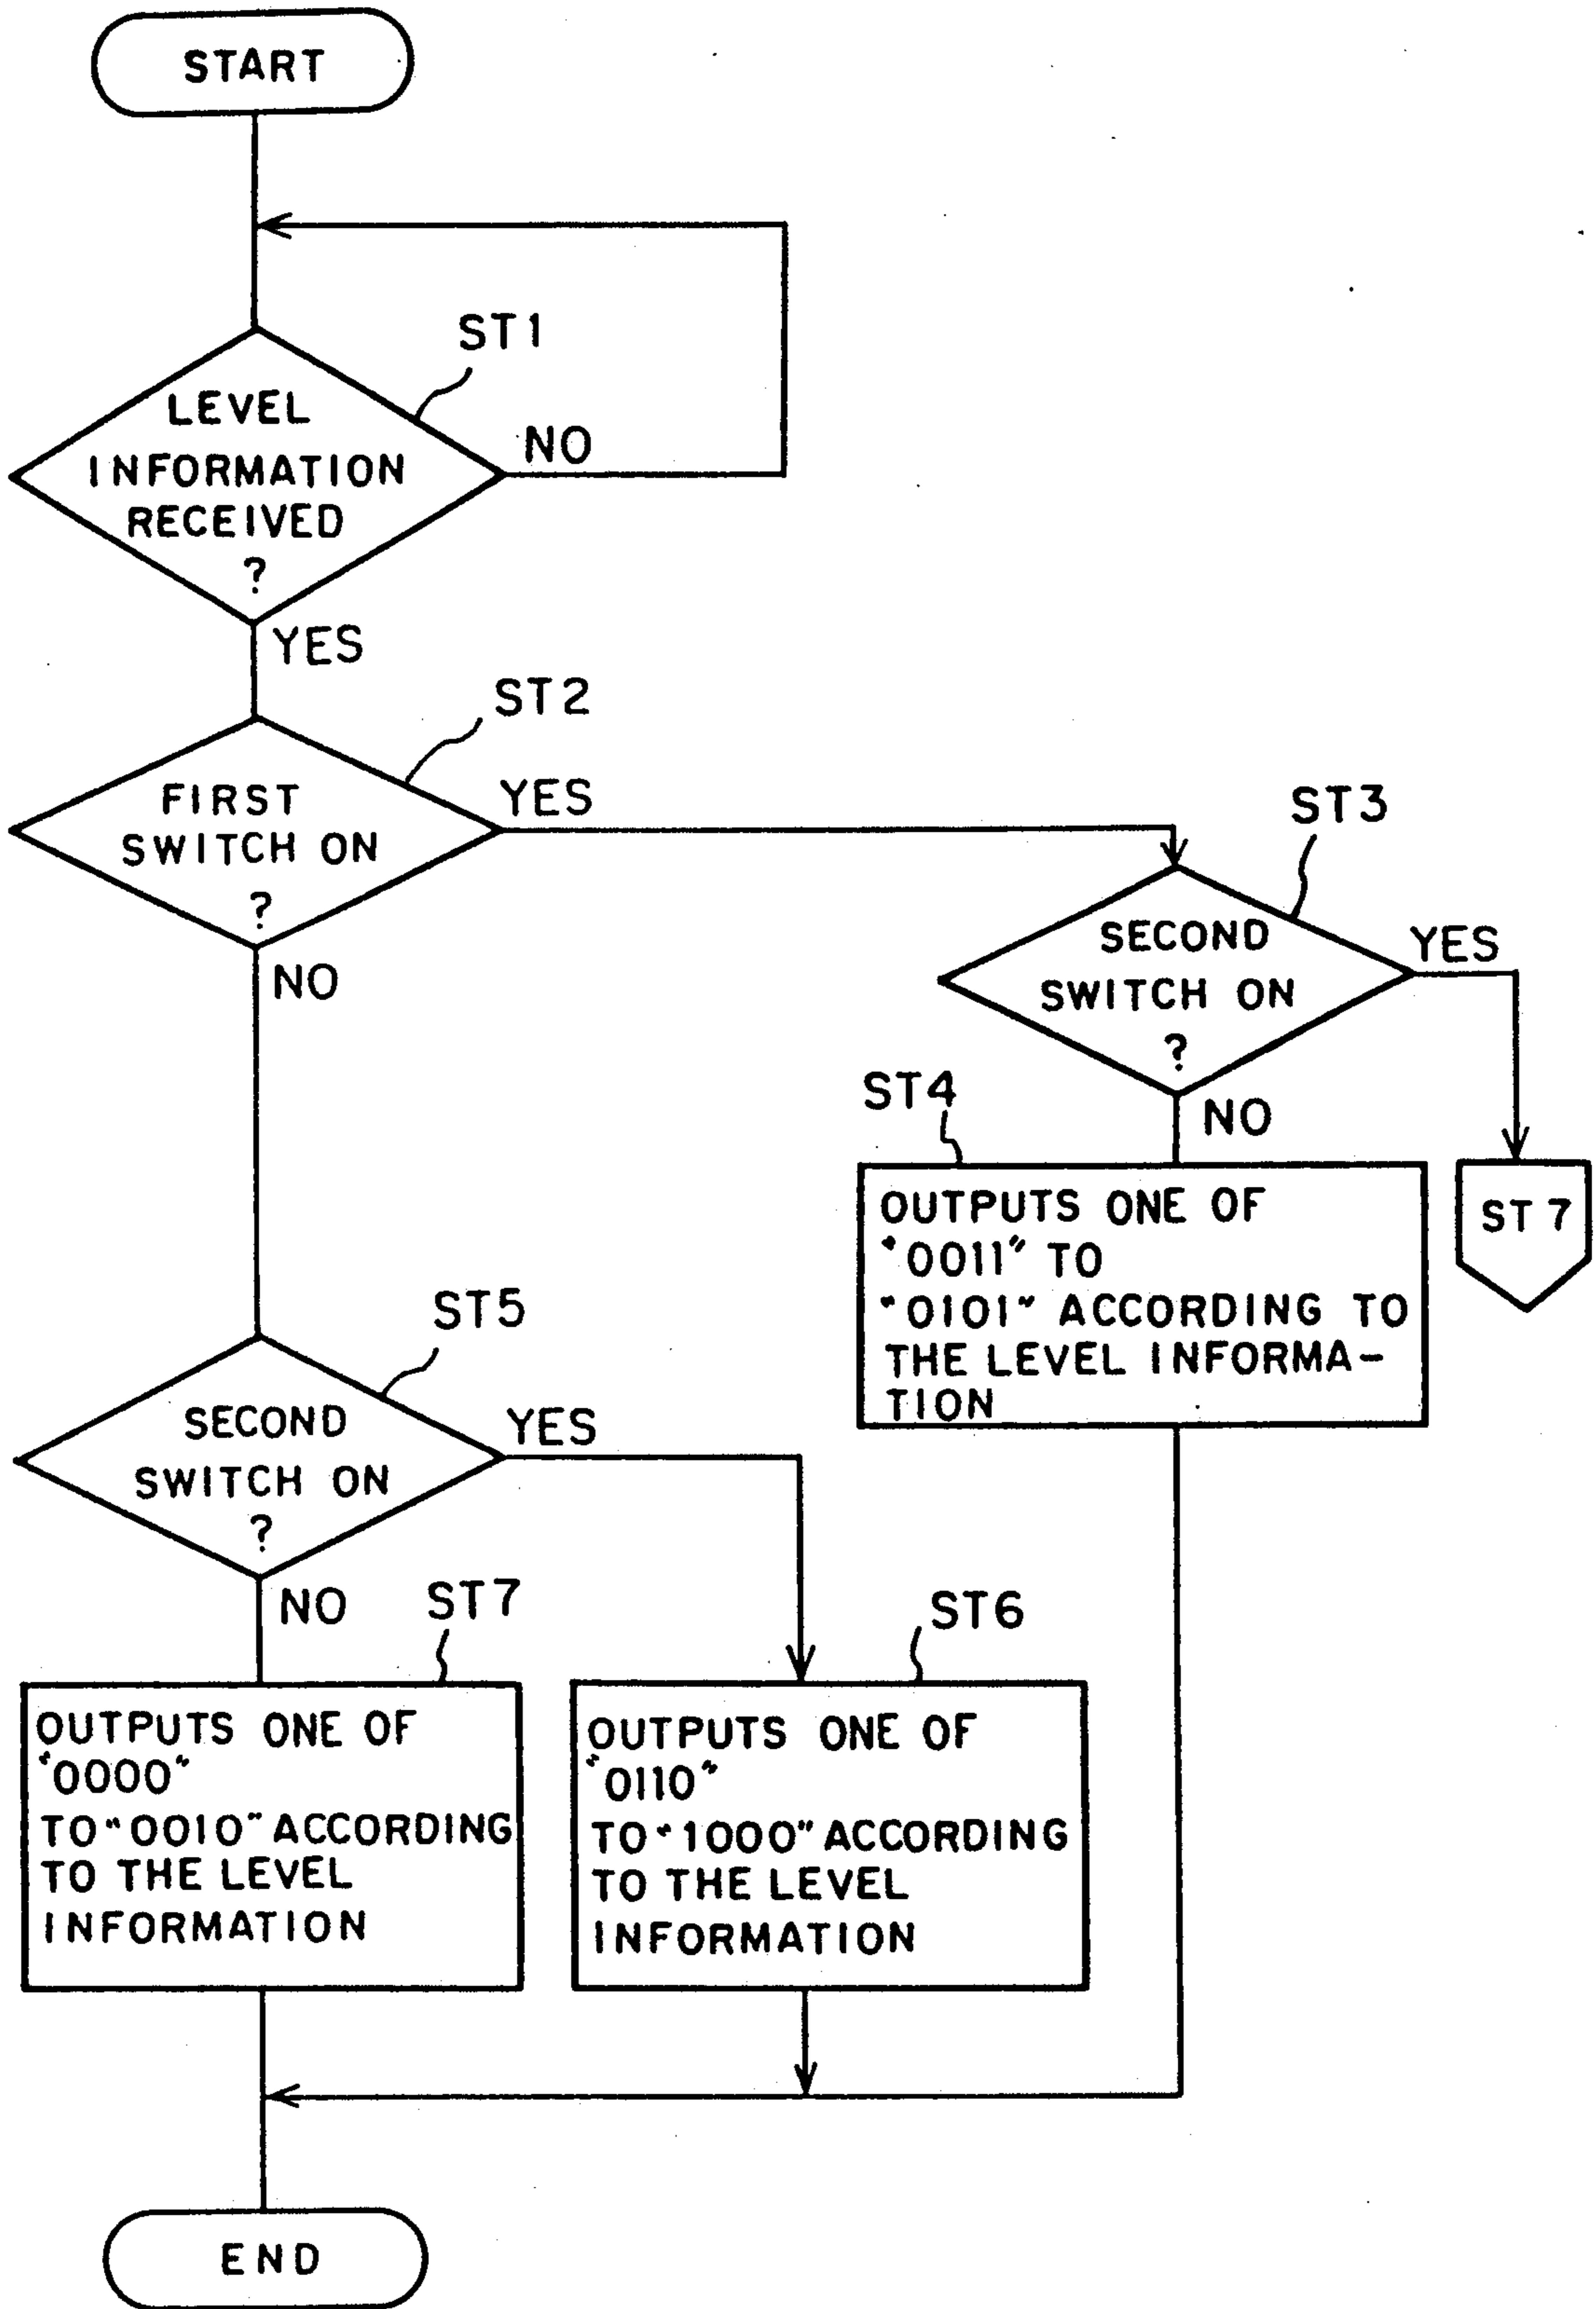 START
ST1
LEVEL
INFORMATION
RECEIVED
?
NO
YES
ST2
FIRST
SWITCH ON
?
YES
NO
ST3
SECOND
SWITCH ON
?
YES
NO
ST4
OUTPUTS ONE OF
"0011" TO
"0101" ACCORDING TO
THE LEVEL INFORMA-
TION
ST7
ST5
SECOND
SWITCH ON
?
YES
NO
ST7
OUTPUTS ONE OF
"0000"
TO "0010" ACCORDING
TO THE LEVEL
INFORMATION
ST6
OUTPUTS ONE OF
"0110"
TO "1000" ACCORDING
TO THE LEVEL
INFORMATION
END